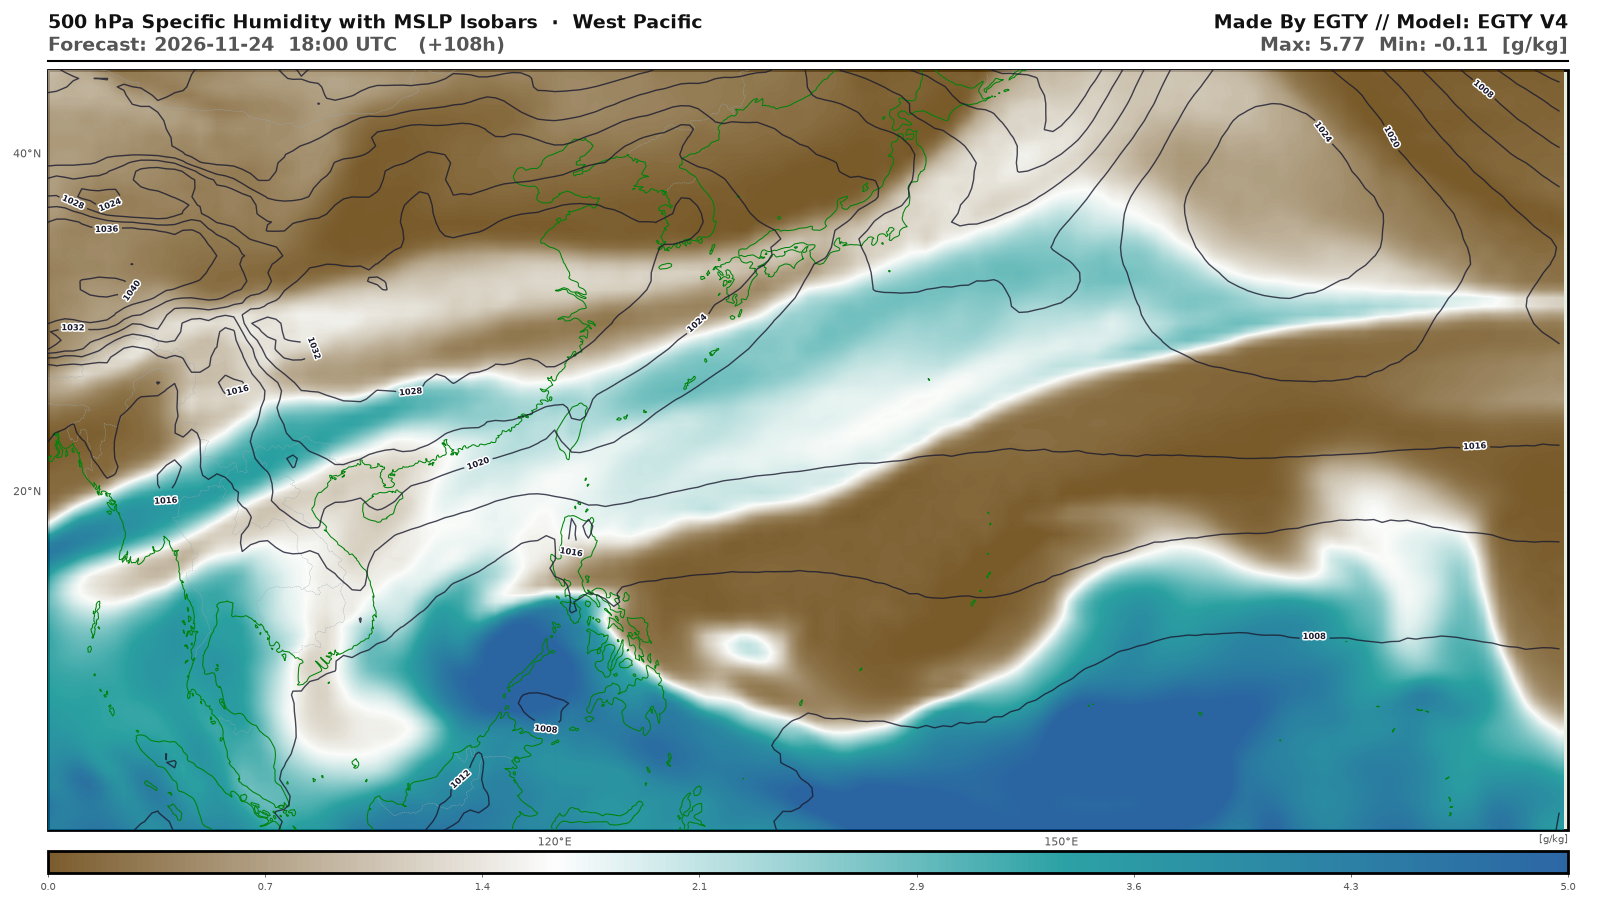 500 hPa Specific Humidity with MSLP Isobars · West Pacific
Made By EGTY // Model: EGTY V4
Forecast: 2026-11-24 18:00 UTC (+108h)
Max: 5.77 Min: -0.11 [g/kg]
1008
1024
1020
40°N
1028
1024
1036
1040
1032
1024
1032
1016
1028
1016
1020
20°N
1016
1016
1008
1008
1012
120°E
150°E
[g/kg]
0.0 0.7 1.4 2.1 2.9 3.6 4.3 5.0